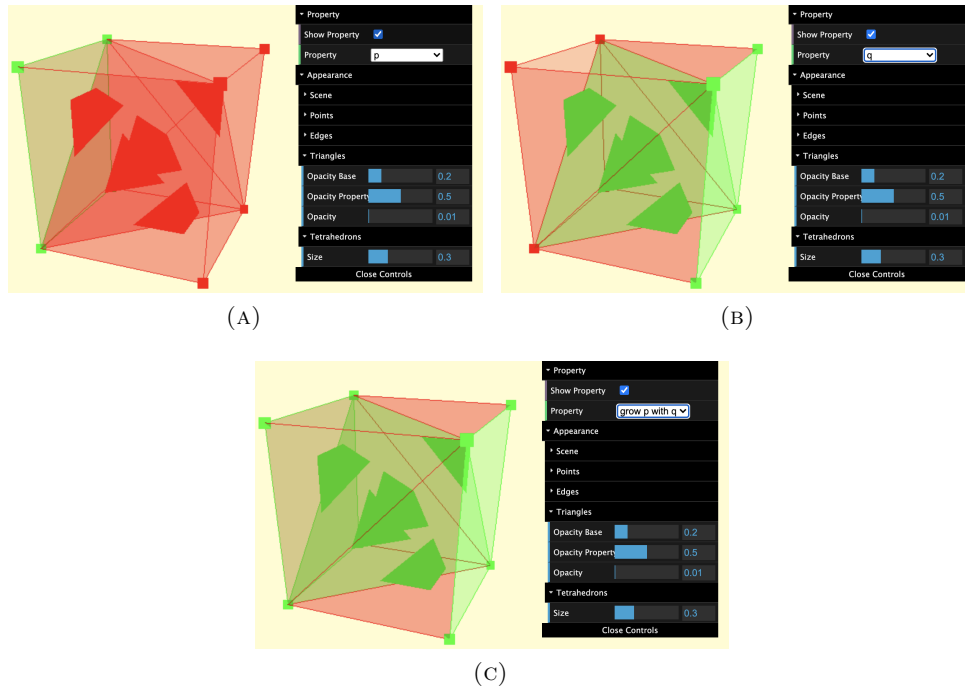 Property
Show Property
Property p
Appearance
Scene
Points
Edges
Triangles
Opacity Base 0.2
Opacity Property 0.5
Opacity 0.01
Tetrahedrons
Size 0.3
Close Controls
(A)
Property
Show Property
Property q
Appearance
Scene
Points
Edges
Triangles
Opacity Base 0.2
Opacity Property 0.5
Opacity 0.01
Tetrahedrons
Size 0.3
Close Controls
(B)
Property
Show Property
Property grow p with q
Appearance
Scene
Points
Edges
Triangles
Opacity Base 0.2
Opacity Property 0.5
Opacity 0.01
Tetrahedrons
Size 0.3
Close Controls
(C)